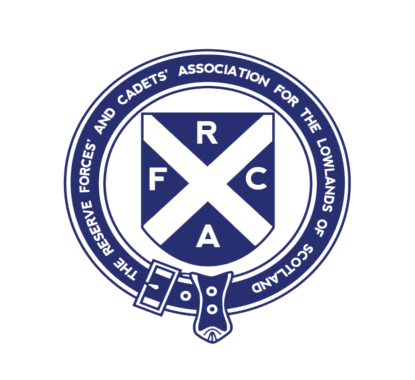 THE RESERVE FORCES' AND CADETS' ASSOCIATION FOR THE LOWLANDS OF SCOTLAND
R
F C
A